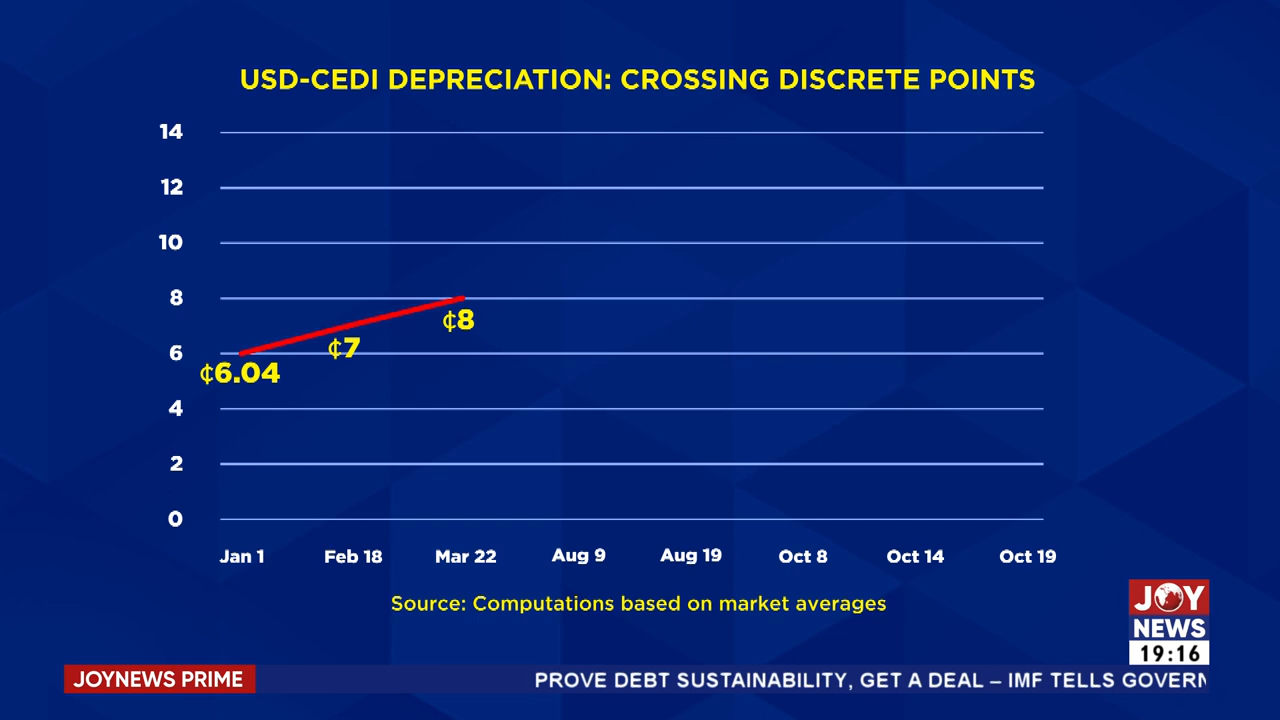 USD-CEDI DEPRECIATION: CROSSING DISCRETE POINTS
14
12
10
8
6
4
2
0
¢6.04
¢7
¢8
Jan 1 Feb 18 Mar 22 Aug 9 Aug 19 Oct 8 Oct 14 Oct 19
Source: Computations based on market averages
JOY
NEWS
19:16
JOYNEWS PRIME
PROVE DEBT SUSTAINABILITY, GET A DEAL – IMF TELLS GOVERN